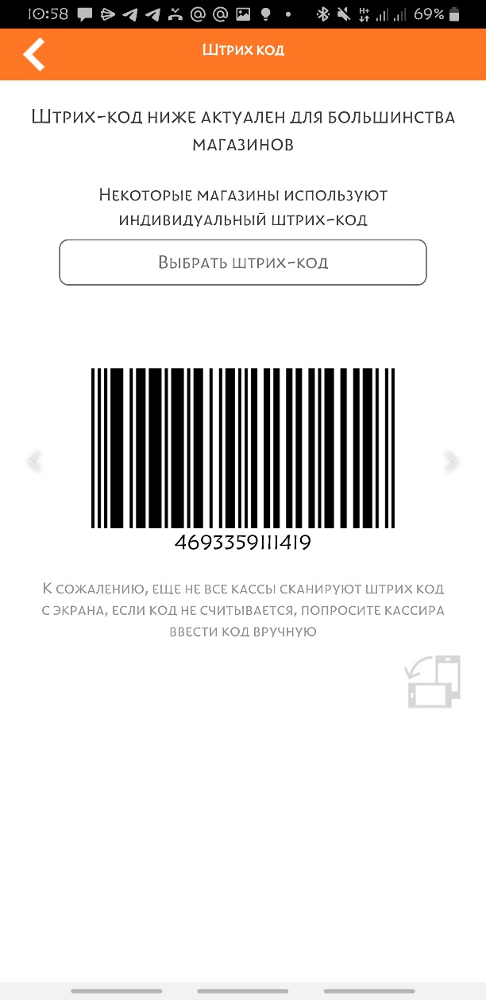 10:58
69%
Штрих код
Штрих-код ниже актуален для большинства
магазинов
Некоторые магазины используют
индивидуальный штрих-код
Выбрать штрих-код
4693359111419
К сожалению, еще не все кассы сканируют штрих код
с экрана, если код не считывается, попросите кассира
ввести код вручную